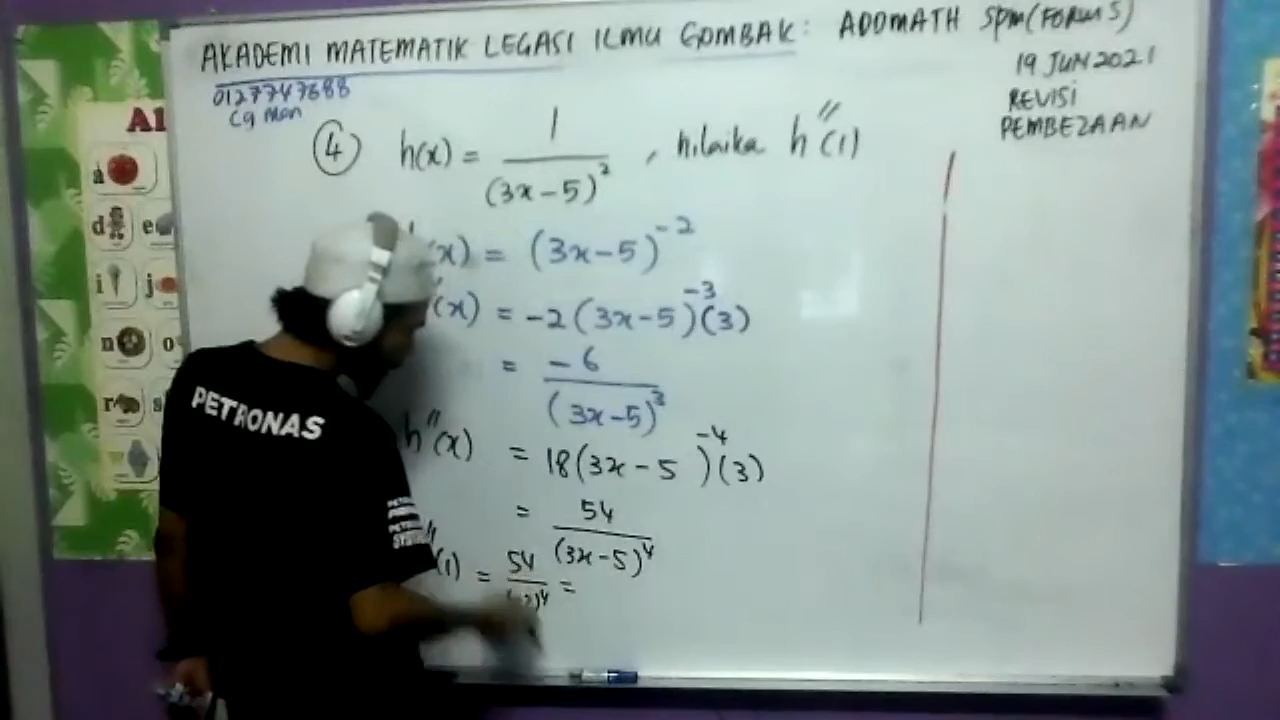 AKADEMI MATEMATIK LEGASI ILMU GOMBAK: ADDMATH SPM (FORM 5)
0127747688
Cg Man
19 JUN 2021
REVISI
PEMBEZAAN
④ h(x) = 1/(3x-5)², nilaika h''(1)
(x) = (3x-5)⁻²
'(x) = -2(3x-5)⁻³(3)
= -6/(3x-5)³
h''(x) = 18(3x-5)⁻⁴(3)
= 54/(3x-5)⁴
''(1) = 54/( )⁴ =
PETRONAS
A
a
d e
i j
n o
r s